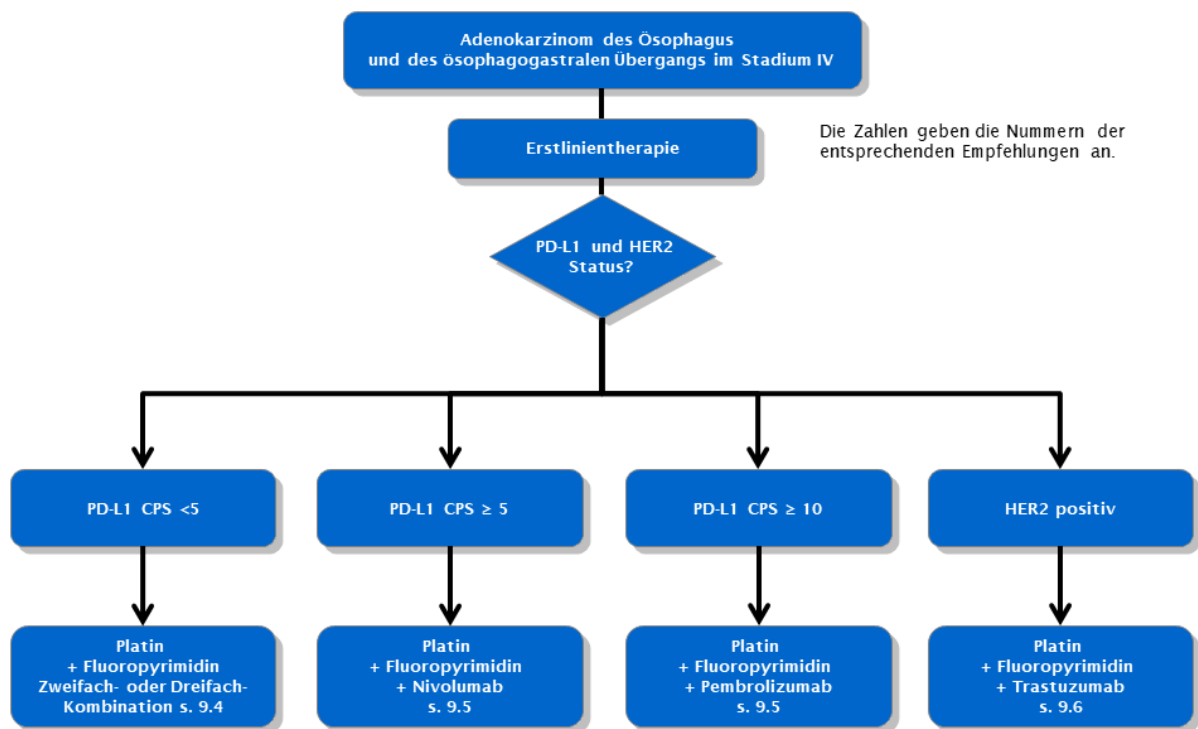 Adenokarzinom des Ösophagus
und des ösophagogastralen Übergangs im Stadium IV
Erstlinientherapie
Die Zahlen geben die Nummern der
entsprechenden Empfehlungen an.
PD-L1 und HER2
Status?
PD-L1 CPS <5
PD-L1 CPS ≥ 5
PD-L1 CPS ≥ 10
HER2 positiv
Platin
+ Fluoropyrimidin
Zweifach- oder Dreifach-
Kombination s. 9.4
Platin
+ Fluoropyrimidin
+ Nivolumab
s. 9.5
Platin
+ Fluoropyrimidin
+ Pembrolizumab
s. 9.5
Platin
+ Fluoropyrimidin
+ Trastuzumab
s. 9.6